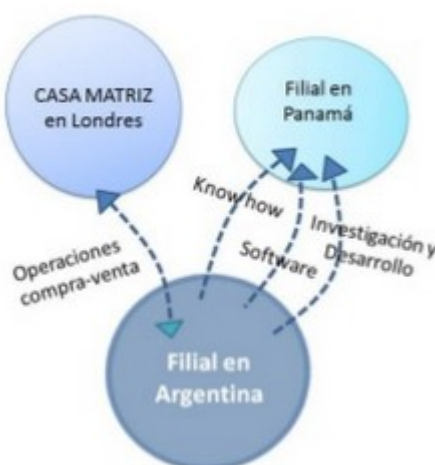 CASA MATRIZ
en Londres
Filial en
Panamá
Know how
Software
Investigación y
Desarrollo
Operaciones
compra-venta
Filial en
Argentina